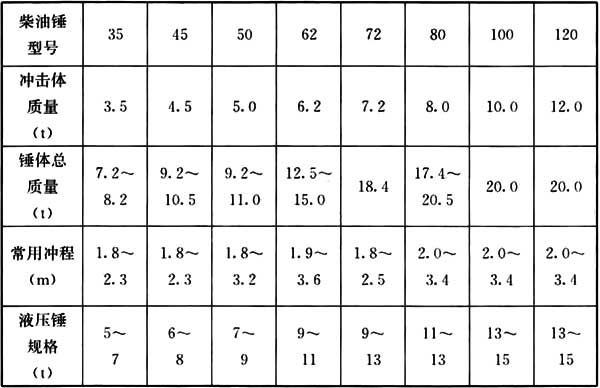 柴油锤型号 35 45 50 62 72 80 100 120
冲击体质量（t） 3.5 4.5 5.0 6.2 7.2 8.0 10.0 12.0
锤体总质量（t） 7.2～8.2 9.2～10.5 9.2～11.0 12.5～15.0 18.4 17.4～20.5 20.0 20.0
常用冲程（m） 1.8～2.3 1.8～2.3 1.8～3.2 1.9～3.6 1.8～2.5 2.0～3.4 2.0～3.4 2.0～3.4
液压锤规格（t） 5～7 6～8 7～9 9～11 9～13 11～13 13～15 13～15